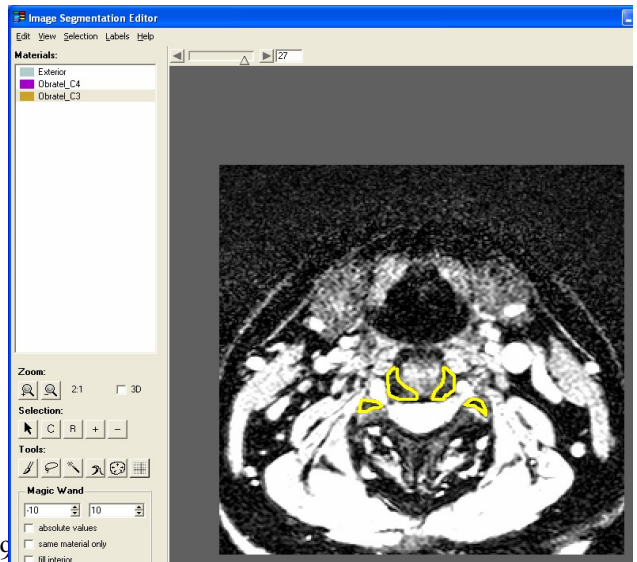 Image Segmentation Editor
Edit View Selection Labels Help
Materials:
27
Exterior
Obratel_C4
Obratel_C3
Zoom:
2:1
3D
Selection:
C R + −
Tools:
Magic Wand
-10 10
absolute values
same material only
fill interior
9